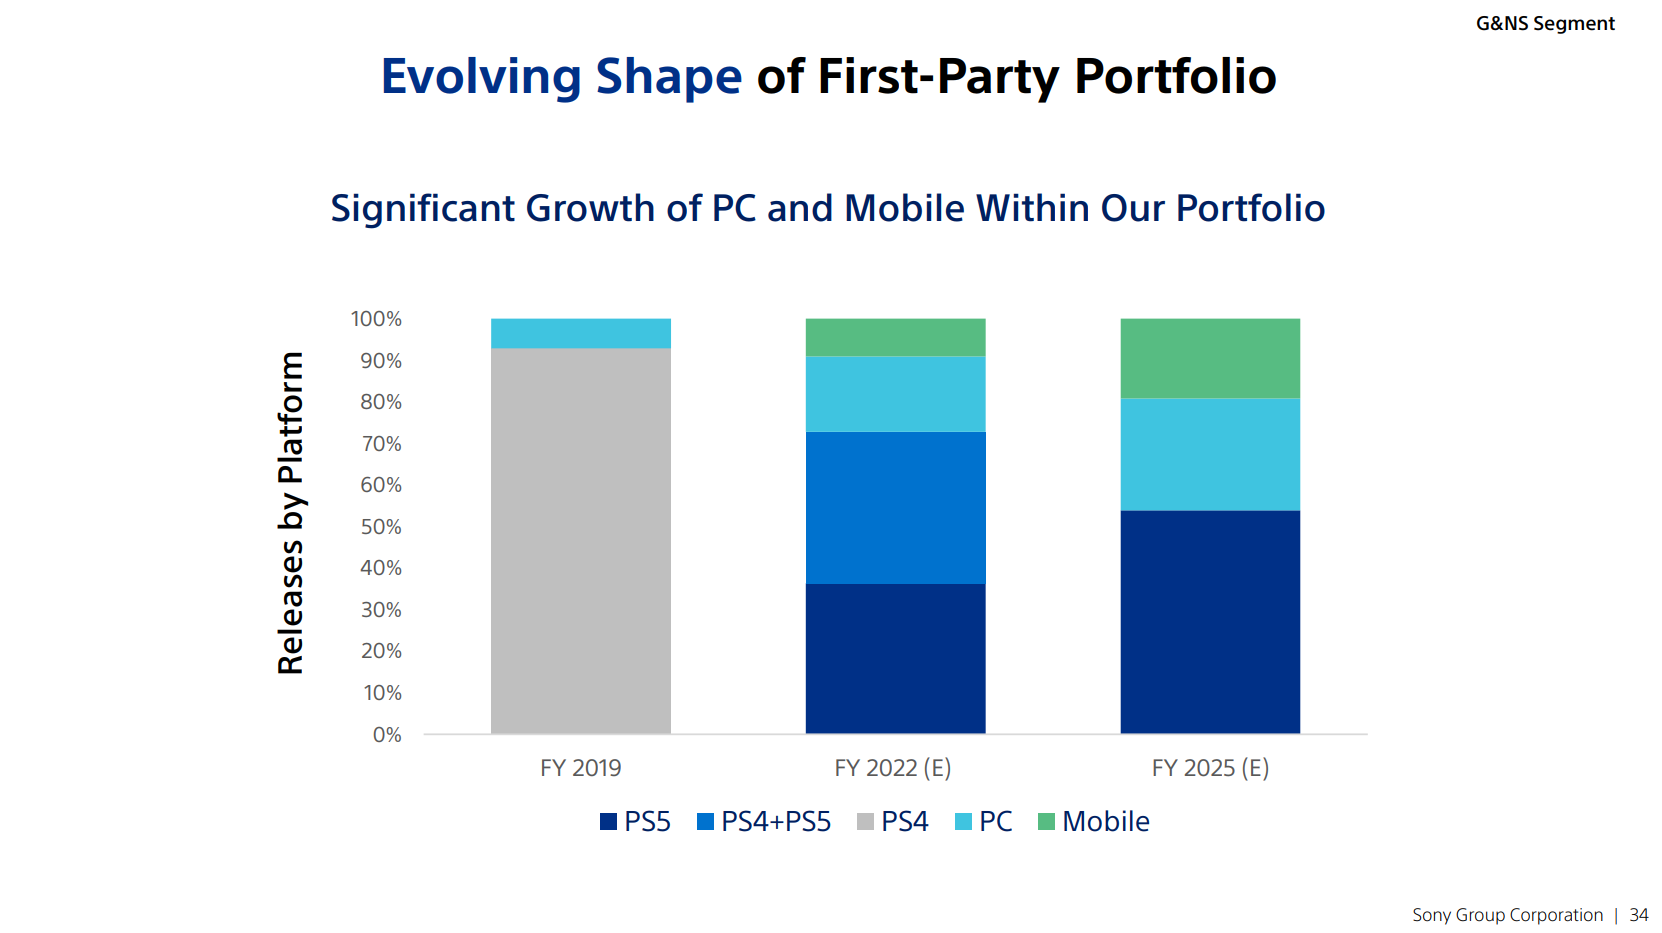 G&NS Segment
Evolving Shape of First-Party Portfolio
Significant Growth of PC and Mobile Within Our Portfolio
Releases by Platform
100%
90%
80%
70%
60%
50%
40%
30%
20%
10%
0%
FY 2019
FY 2022 (E)
FY 2025 (E)
PS5
PS4+PS5
PS4
PC
Mobile
Sony Group Corporation | 34